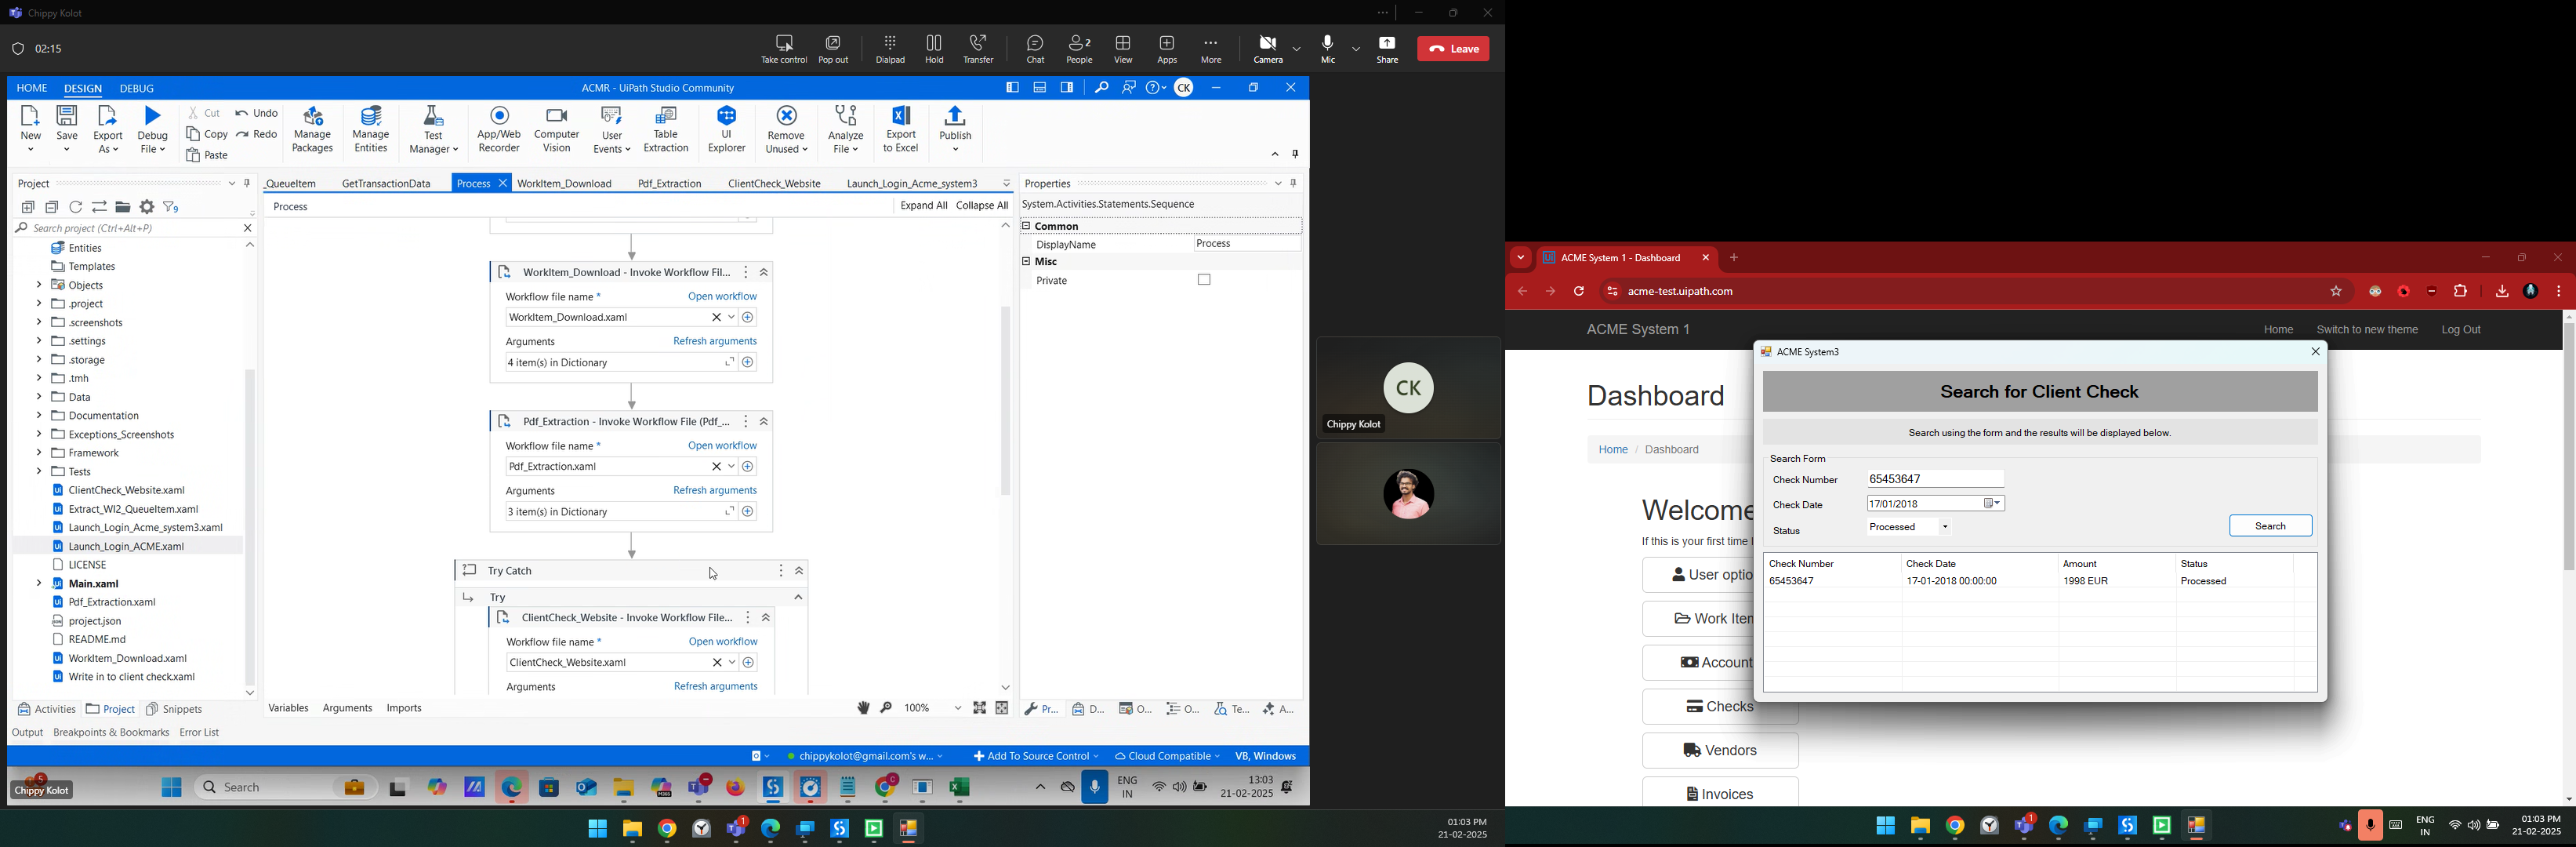 Chippy Kolot
02:15
Take control
Pop out
Dialpad
Hold
Transfer
Chat
2
People
View
Apps
More
Camera
Mic
Share
Leave
HOME DESIGN DEBUG
ACMR - UiPath Studio Community
CK
New
Save
Export As
Debug File
Cut
Copy
Paste
Undo
Redo
Manage Packages
Manage Entities
Test Manager
App/Web Recorder
Computer Vision
User Events
Table Extraction
UI Explorer
Remove Unused
Analyze File
Export to Excel
Publish
Project
Search project (Ctrl+Alt+P)
Entities
Templates
Objects
.project
.screenshots
.settings
.storage
.tmh
Data
Documentation
Exceptions_Screenshots
Framework
Tests
ClientCheck_Website.xaml
Extract_WI2_QueueItem.xaml
Launch_Login_Acme_system3.xaml
Launch_Login_ACME.xaml
LICENSE
Main.xaml
Pdf_Extraction.xaml
project.json
README.md
WorkItem_Download.xaml
Write in to client check.xaml
Activities Project Snippets
_QueueItem GetTransactionData Process WorkItem_Download Pdf_Extraction ClientCheck_Website Launch_Login_Acme_system3
Process
Expand All Collapse All
WorkItem_Download - Invoke Workflow Fil...
Workflow file name * Open workflow
WorkItem_Download.xaml
Arguments Refresh arguments
4 item(s) in Dictionary
Pdf_Extraction - Invoke Workflow File (Pdf_...
Workflow file name * Open workflow
Pdf_Extraction.xaml
Arguments Refresh arguments
3 item(s) in Dictionary
Try Catch
Try
ClientCheck_Website - Invoke Workflow File...
Workflow file name * Open workflow
ClientCheck_Website.xaml
Arguments Refresh arguments
Variables Arguments Imports
100%
Properties
System.Activities.Statements.Sequence
Common
DisplayName Process
Misc
Private
Pr... D... O... O... Te... A...
Output Breakpoints & Bookmarks Error List
chippykolot@gmail.com's w...
Add To Source Control
Cloud Compatible
VB, Windows
5
Chippy Kolot
Search
ENG
IN
13:03
21-02-2025
CK
Chippy Kolot
1
01:03 PM
21-02-2025
ACME System 1 - Dashboard
acme-test.uipath.com
ACME System 1
Home Switch to new theme Log Out
Dashboard
Home / Dashboard
Welcome
If this is your first time
User optio
Work Iten
Account
Checks
Vendors
Invoices
ACME System3
Search for Client Check
Search using the form and the results will be displayed below.
Search Form
Check Number 65453647
Check Date 17/01/2018
Status Processed
Search
Check Number Check Date Amount Status
65453647 17-01-2018 00:00:00 1998 EUR Processed
1
ENG
IN
01:03 PM
21-02-2025